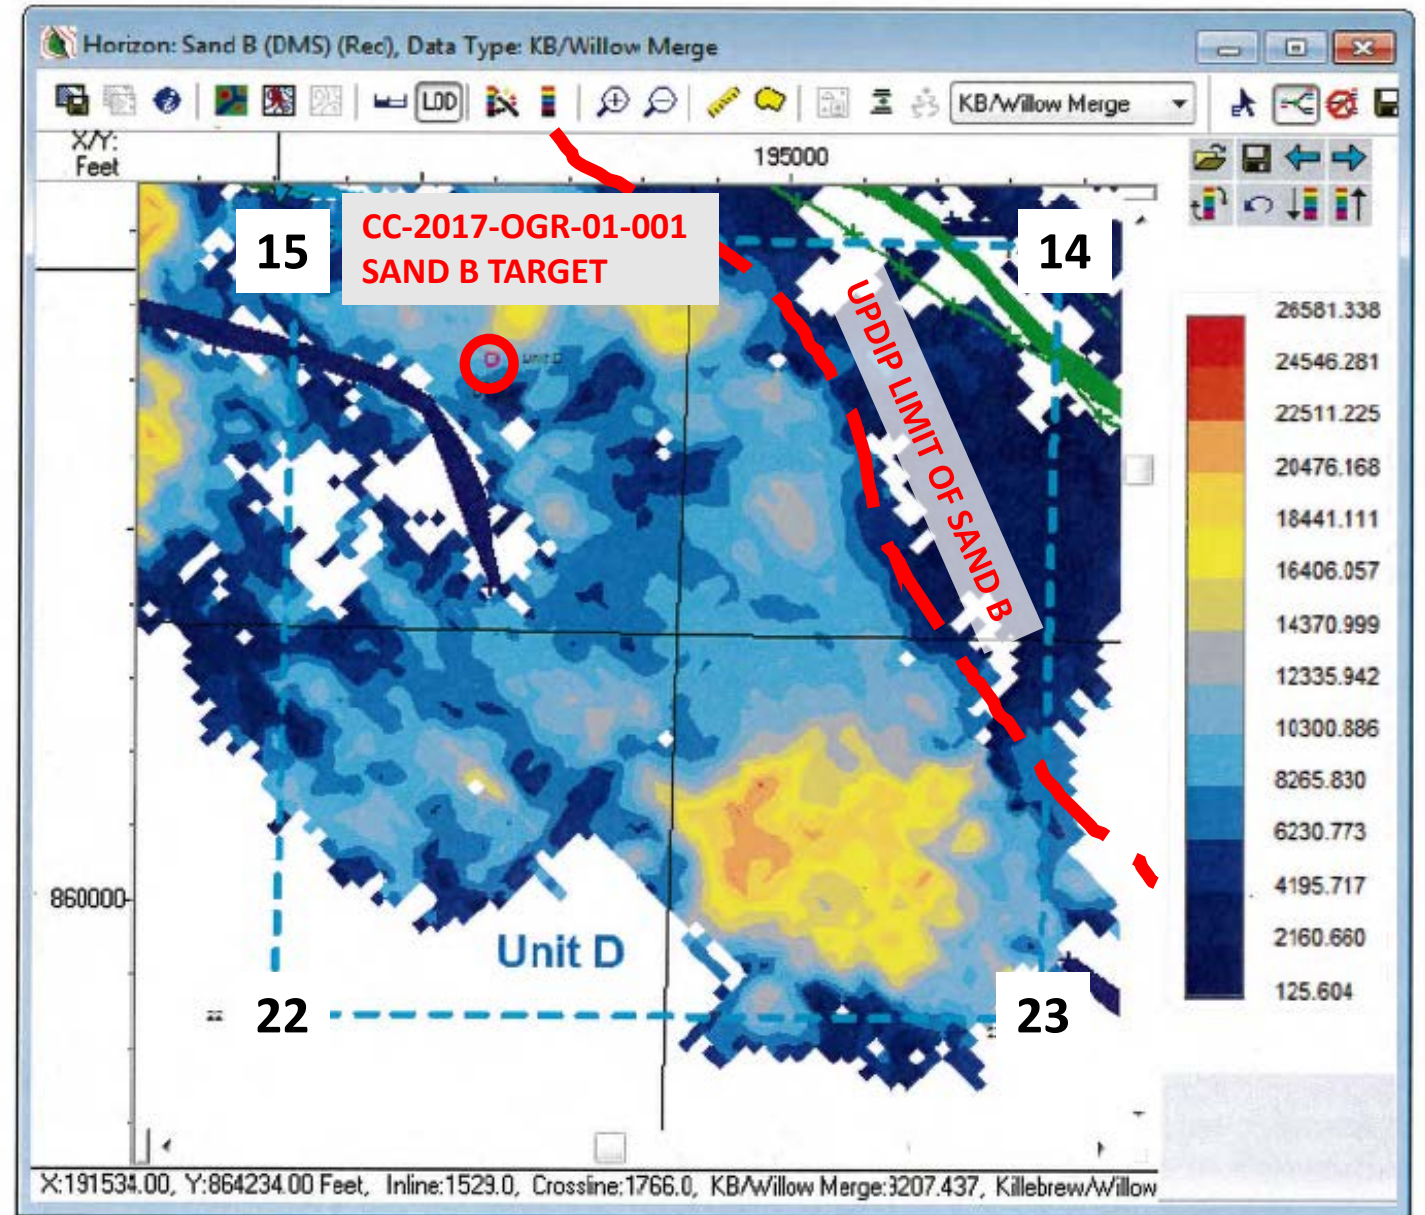 Horizon: Sand B (DMS) (Rec), Data Type: KB/Willow Merge
LDD
KB/Willow Merge
X/Y:
Feet
195000
15
CC-2017-OGR-01-001
SAND B TARGET
14
UPDIP LIMIT OF SAND B
Unit D
26581.338
24546.281
22511.225
20476.168
18441.111
16406.057
14370.999
12335.942
10300.886
8265.830
6230.773
4195.717
2160.660
125.604
860000
Unit D
22
23
X:191534.00, Y:864234.00 Feet, Inline:1529.0, Crossline:1766.0, KB/Willow Merge:3207.437, Killebrew/Willow